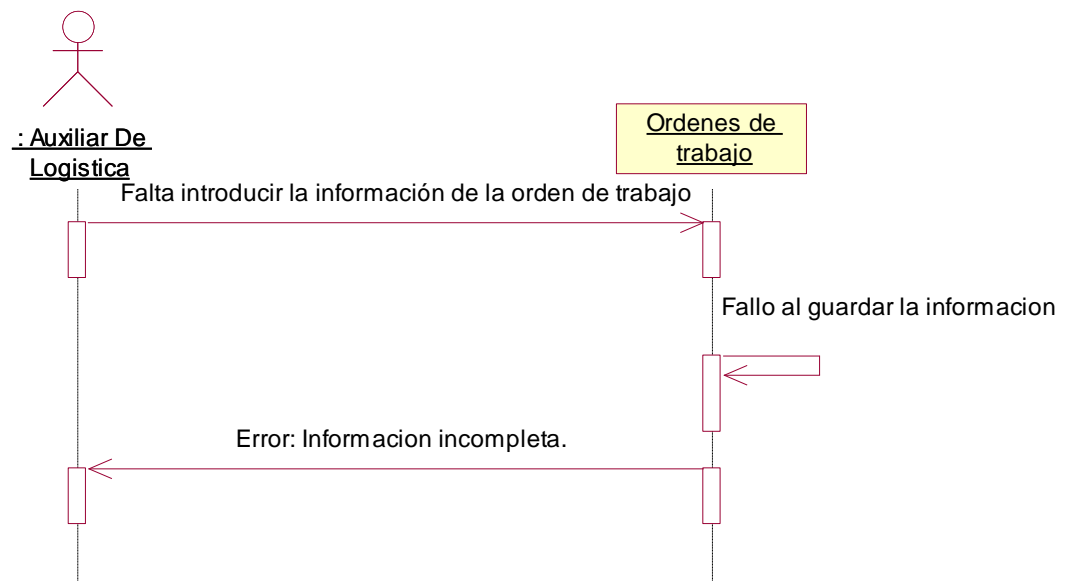 : Auxiliar De
Logistica
Ordenes de
trabajo
Falta introducir la información de la orden de trabajo
Fallo al guardar la informacion
Error: Informacion incompleta.